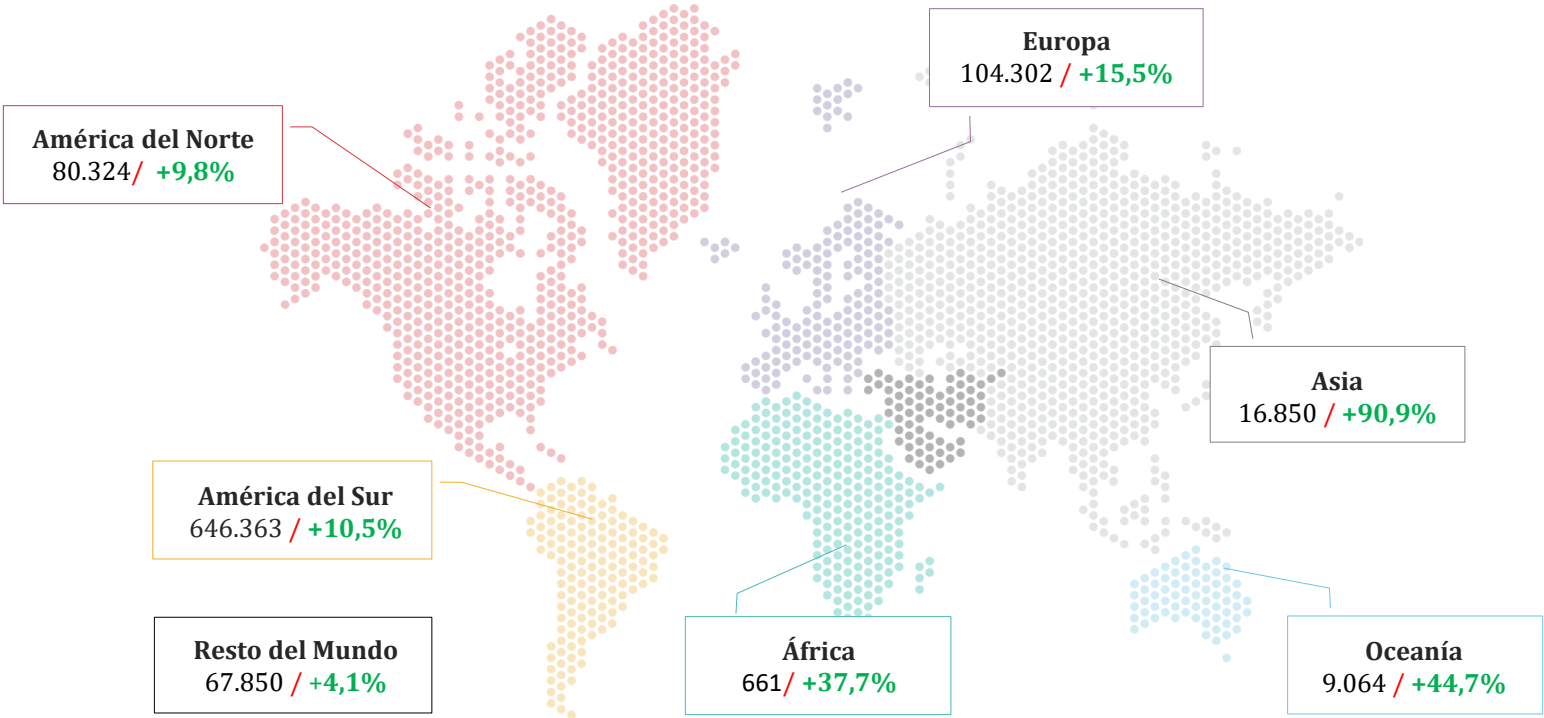 Europa
104.302 / +15,5%
América del Norte
80.324/ +9,8%
Asia
16.850 / +90,9%
América del Sur
646.363 / +10,5%
Resto del Mundo
67.850 / +4,1%
África
661/ +37,7%
Oceanía
9.064 / +44,7%